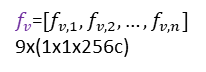 f_v=[f_{v,1}, f_{v,2}, ..., f_{v,n}]
9x(1x1x256c)